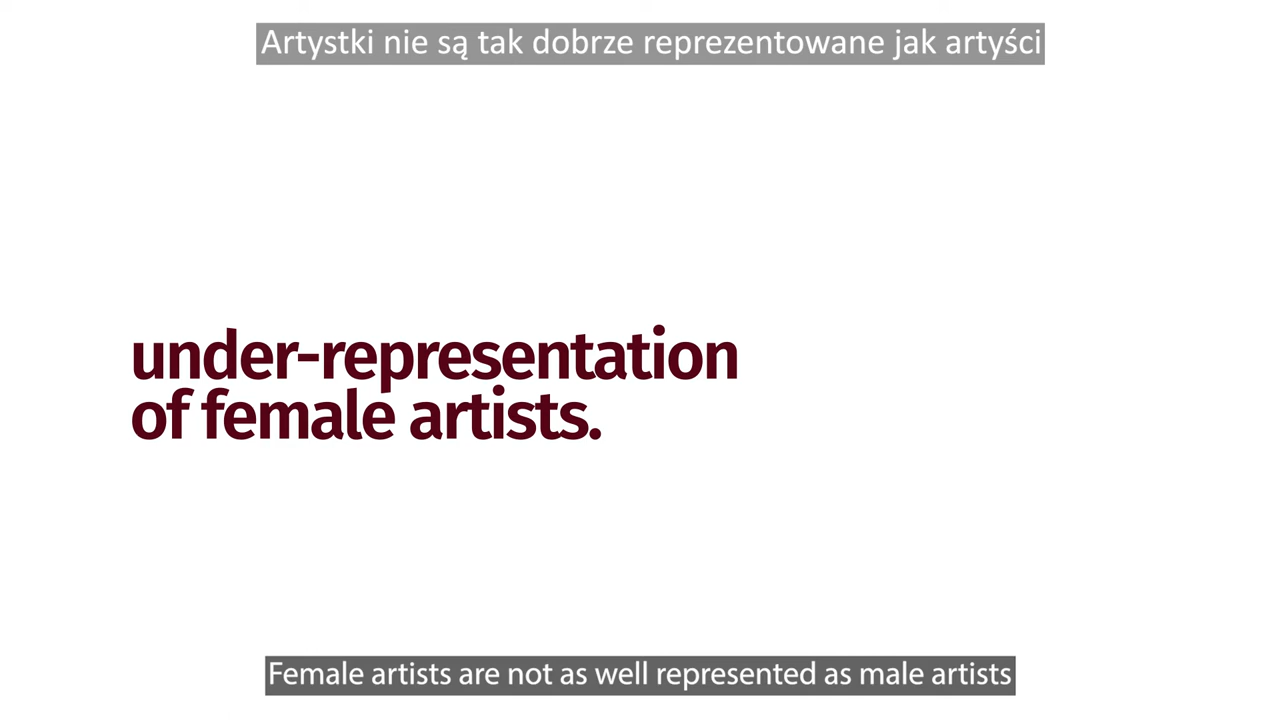 Artystki nie są tak dobrze reprezentowane jak artyści
under-representation
of female artists.
Female artists are not as well represented as male artists